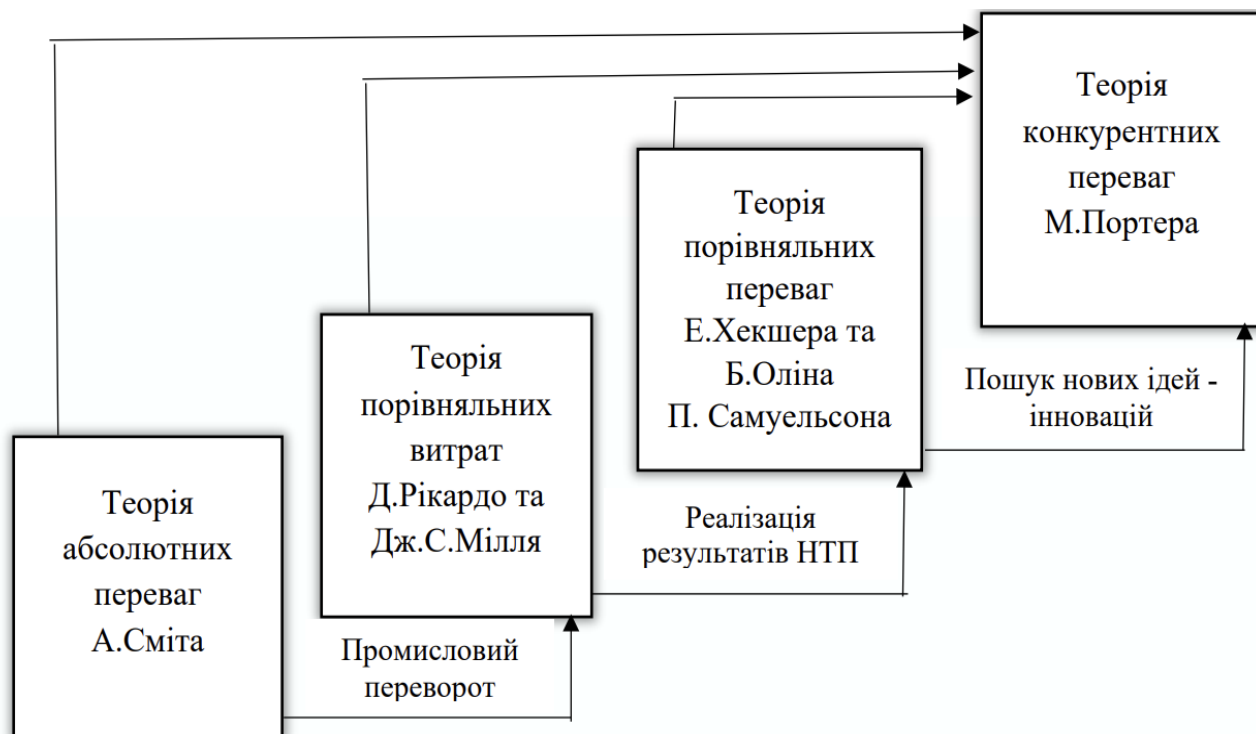 Теорія
абсолютних
переваг
А.Сміта
Промисловий
переворот
Теорія
порівняльних
витрат
Д.Рікардо та
Дж.С.Мілля
Реалізація
результатів НТП
Теорія
порівняльних
переваг
Е.Хекшера та
Б.Оліна
П. Самуельсона
Пошук нових ідей -
інновацій
Теорія
конкурентних
переваг
М.Портера